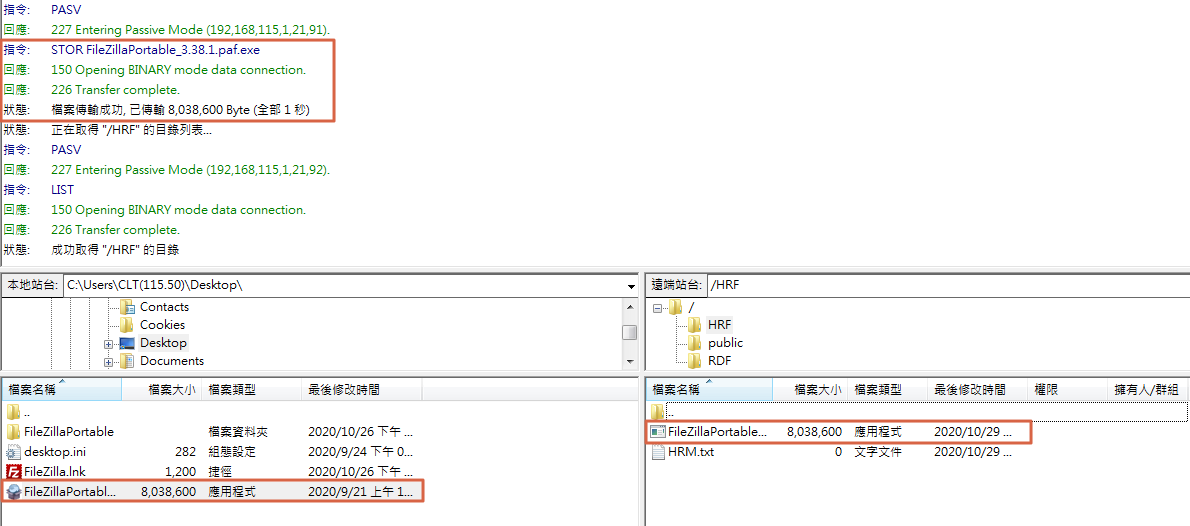 指令: PASV
回應: 227 Entering Passive Mode (192,168,115,1,21,91).
指令: STOR FileZillaPortable_3.38.1.paf.exe
回應: 150 Opening BINARY mode data connection.
回應: 226 Transfer complete.
狀態: 檔案傳輸成功, 已傳輸 8,038,600 Byte (全部 1 秒)
狀態: 正在取得 "/HRF" 的目錄列表...
指令: PASV
回應: 227 Entering Passive Mode (192,168,115,1,21,92).
指令: LIST
回應: 150 Opening BINARY mode data connection.
回應: 226 Transfer complete.
狀態: 成功取得 "/HRF" 的目錄
本地站台: C:\Users\CLT(115.50)\Desktop\
Contacts
Cookies
Desktop
Documents
檔案名稱 檔案大小 檔案類型 最後修改時間
..
FileZillaPortable 檔案資料夾 2020/10/26 下午 ...
desktop.ini 282 組態設定 2020/9/24 下午 0...
FileZilla.lnk 1,200 捷徑 2020/10/26 下午 ...
FileZillaPortabl... 8,038,600 應用程式 2020/9/21 上午 1...
遠端站台: /HRF
/
HRF
public
RDF
檔案名稱 檔案大小 檔案類型 最後修改時間 權限 擁有人/群組
..
FileZillaPortable... 8,038,600 應用程式 2020/10/29 ...
HRM.txt 0 文字文件 2020/10/29 ...